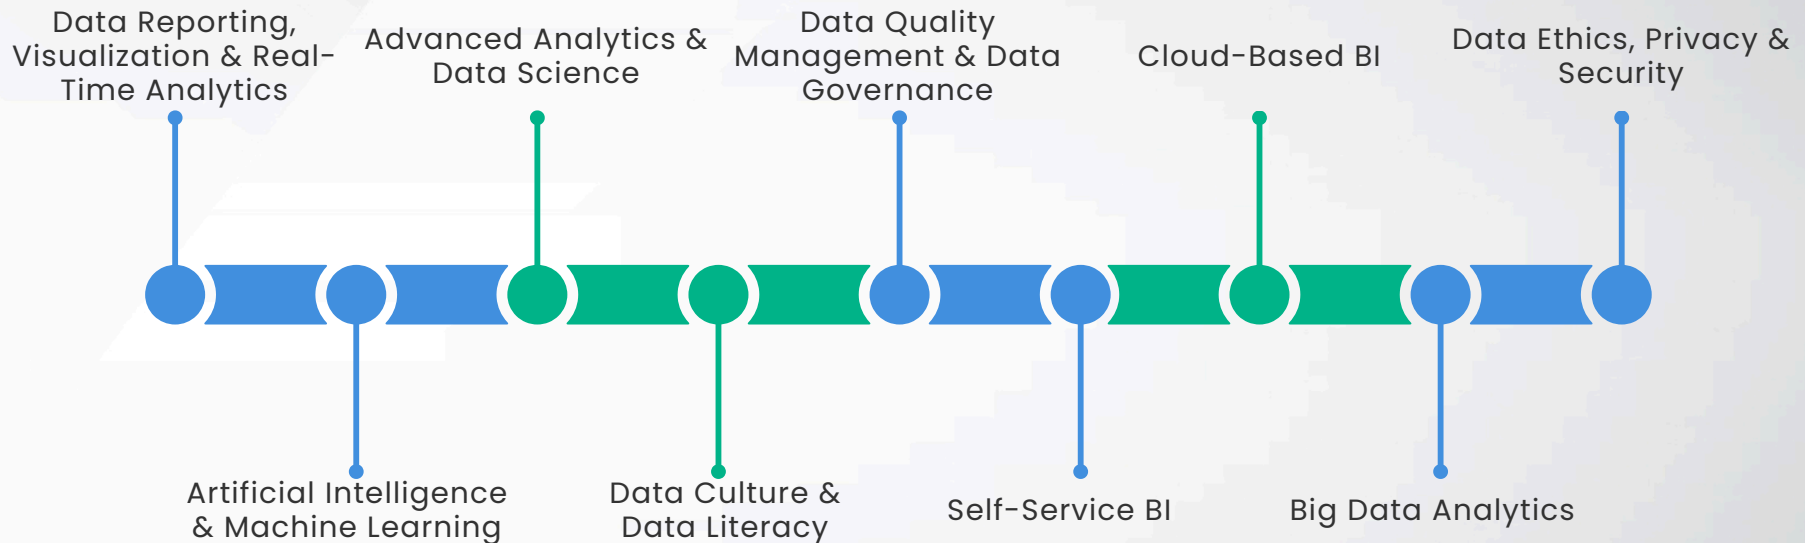 Data Reporting,
Visualization & Real-
Time Analytics
Advanced Analytics &
Data Science
Data Quality
Management & Data
Governance
Cloud-Based BI
Data Ethics, Privacy &
Security
Artificial Intelligence
& Machine Learning
Data Culture &
Data Literacy
Self-Service BI
Big Data Analytics